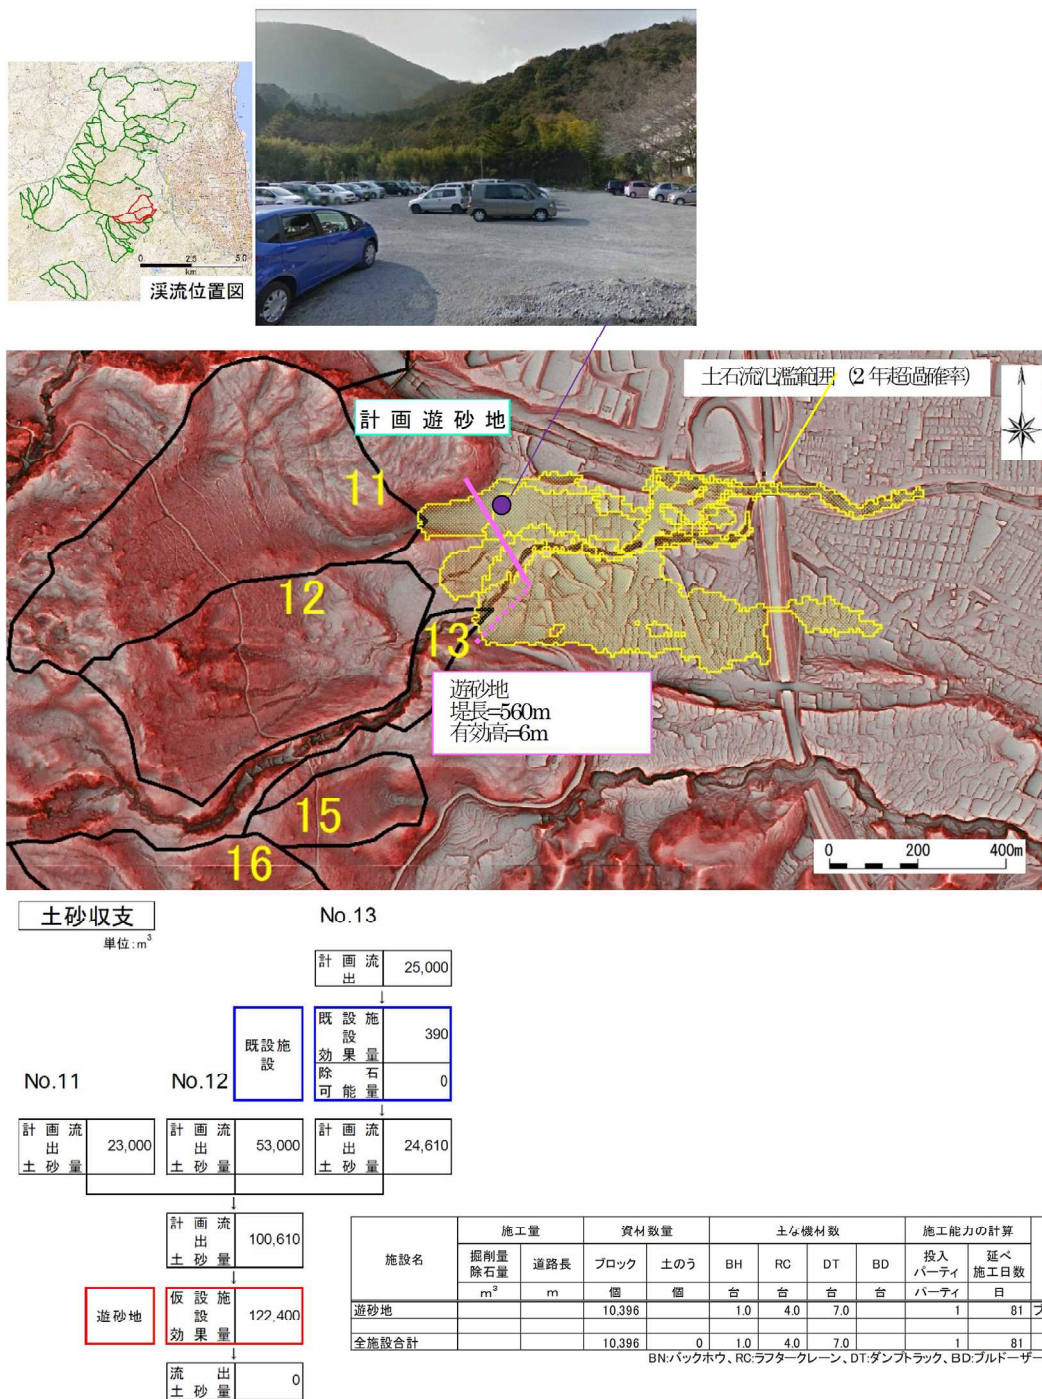 0 2.5 5.0
km
渓流位置図
土石流氾濫範囲 (2年超過確率)
計画遊砂地
11
12
13
15
16
遊砂地
堤長=560m
有効高=6m
0 200 400m
土砂収支
単位:m³
No.13
計画流出 25,000
既設施設
既設施設効果量 390
除石可能量 0
No.11
No.12
計画流出土砂量 23,000
計画流出土砂量 53,000
計画流出土砂量 24,610
計画流出土砂量 100,610
遊砂地
仮設施設効果量 122,400
流出土砂量 0
施設名 施工量 資材数量 主な機材数 施工能力の計算
掘削量除石量 道路長 ブロック 土のう BH RC DT BD 投入パーティ 延べ施工日数
m³ m 個 個 台 台 台 台 パーティ 日
遊砂地 10,396 1.0 4.0 7.0 1 81 ブ
全施設合計 10,396 0 1.0 4.0 7.0 1 81
BN:バックホウ、RC:ラフタークレーン、DT:ダンプトラック、BD:ブルドーザー